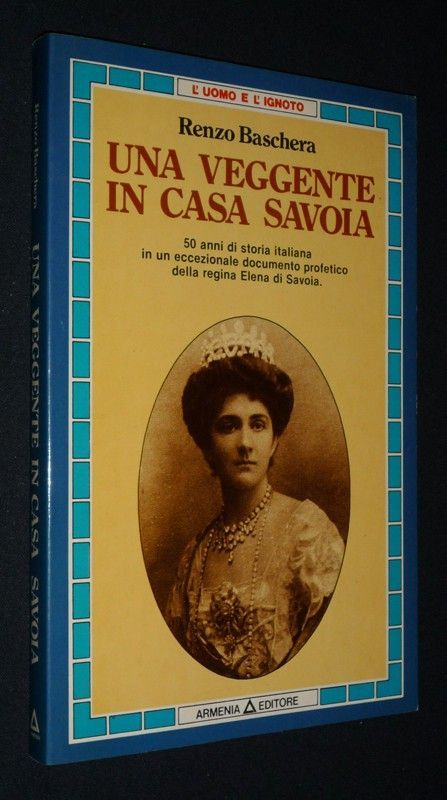 L'UOMO E L'IGNOTO
Renzo Baschera
UNA VEGGENTE
IN CASA SAVOIA
50 anni di storia italiana
in un eccezionale documento profetico
della regina Elena di Savoia.
ARMENIA EDITORE
Renzo Baschera
UNA VEGGENTE IN CASA SAVOIA